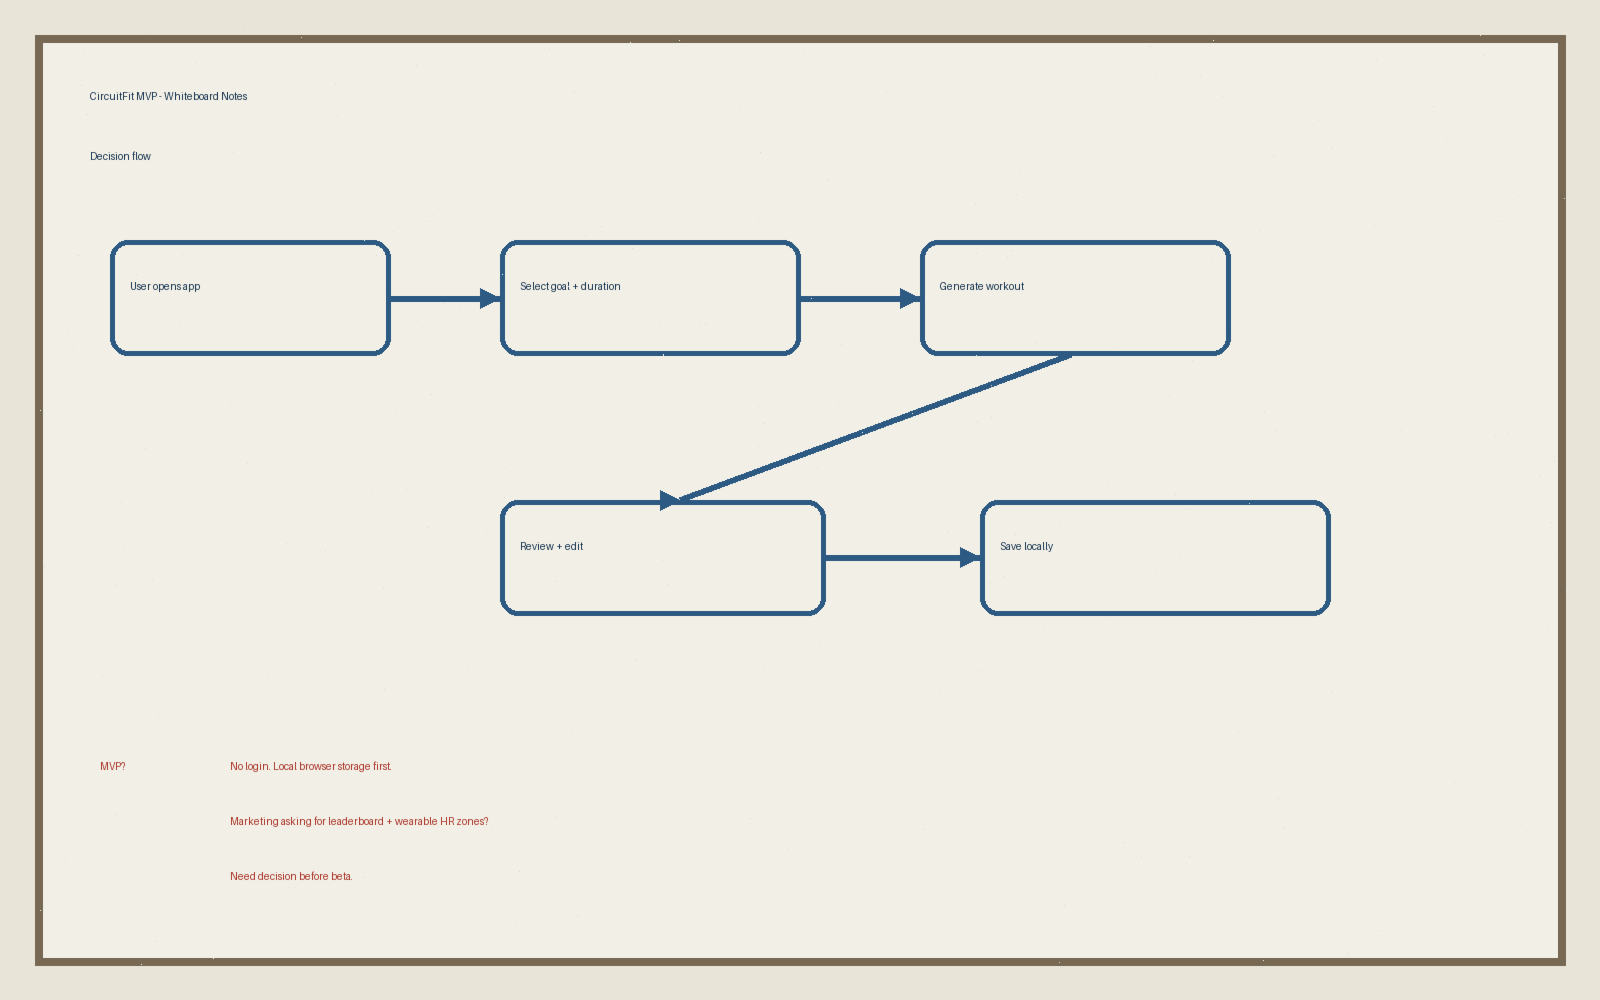 CircuitFit MVP - Whiteboard Notes
Decision flow
User opens app
Select goal + duration
Generate workout
Review + edit
Save locally
MVP?
No login. Local browser storage first.
Marketing asking for leaderboard + wearable HR zones?
Need decision before beta.